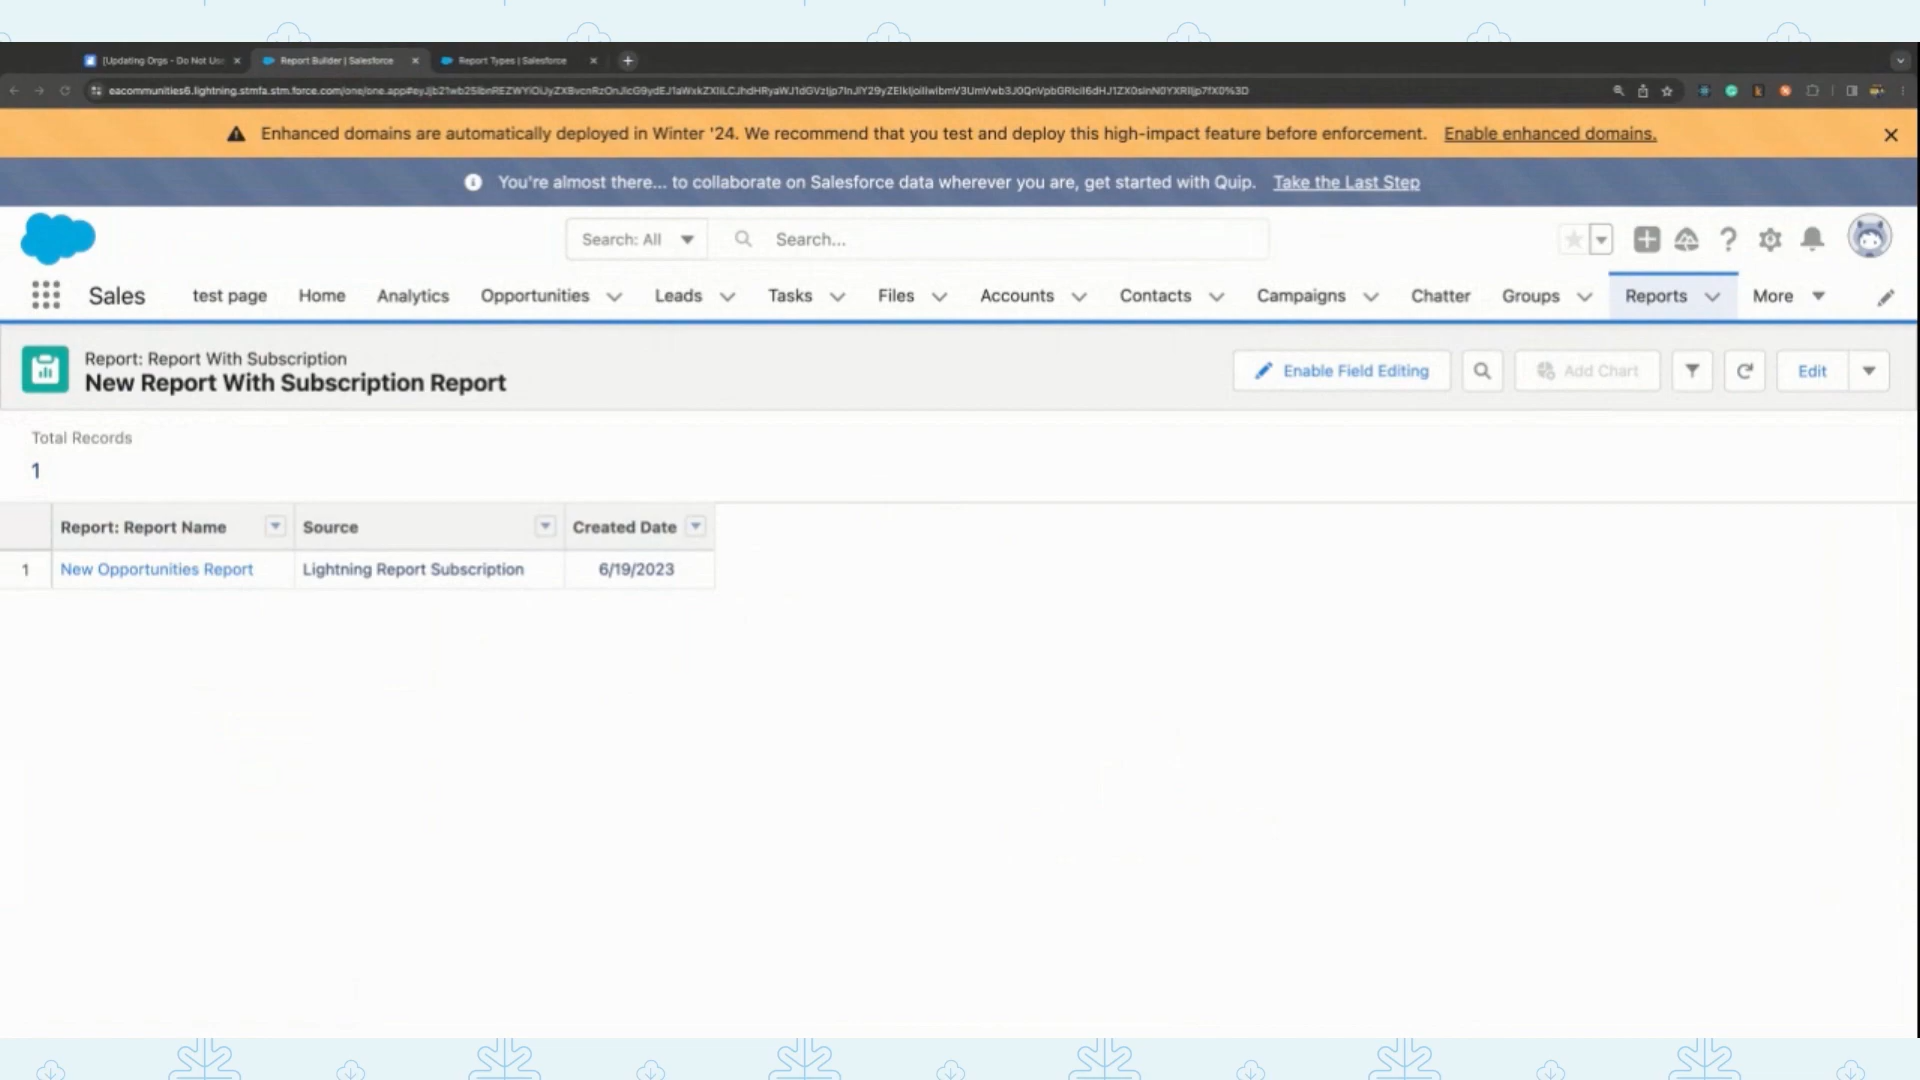 [Updating Orgs - Do Not Us
Report Builder | Salesforce
Report Types | Salesforce
Enhanced domains are automatically deployed in Winter '24. We recommend that you test and deploy this high-impact feature before enforcement. Enable enhanced domains.
You're almost there... to collaborate on Salesforce data wherever you are, get started with Quip. Take the Last Step
Search: All
Search...
Sales
test page
Home
Analytics
Opportunities
Leads
Tasks
Files
Accounts
Contacts
Campaigns
Chatter
Groups
Reports
More
Report: Report With Subscription
New Report With Subscription Report
Enable Field Editing
Add Chart
Edit
Total Records
1
Report: Report Name
Source
Created Date
1
New Opportunities Report
Lightning Report Subscription
6/19/2023